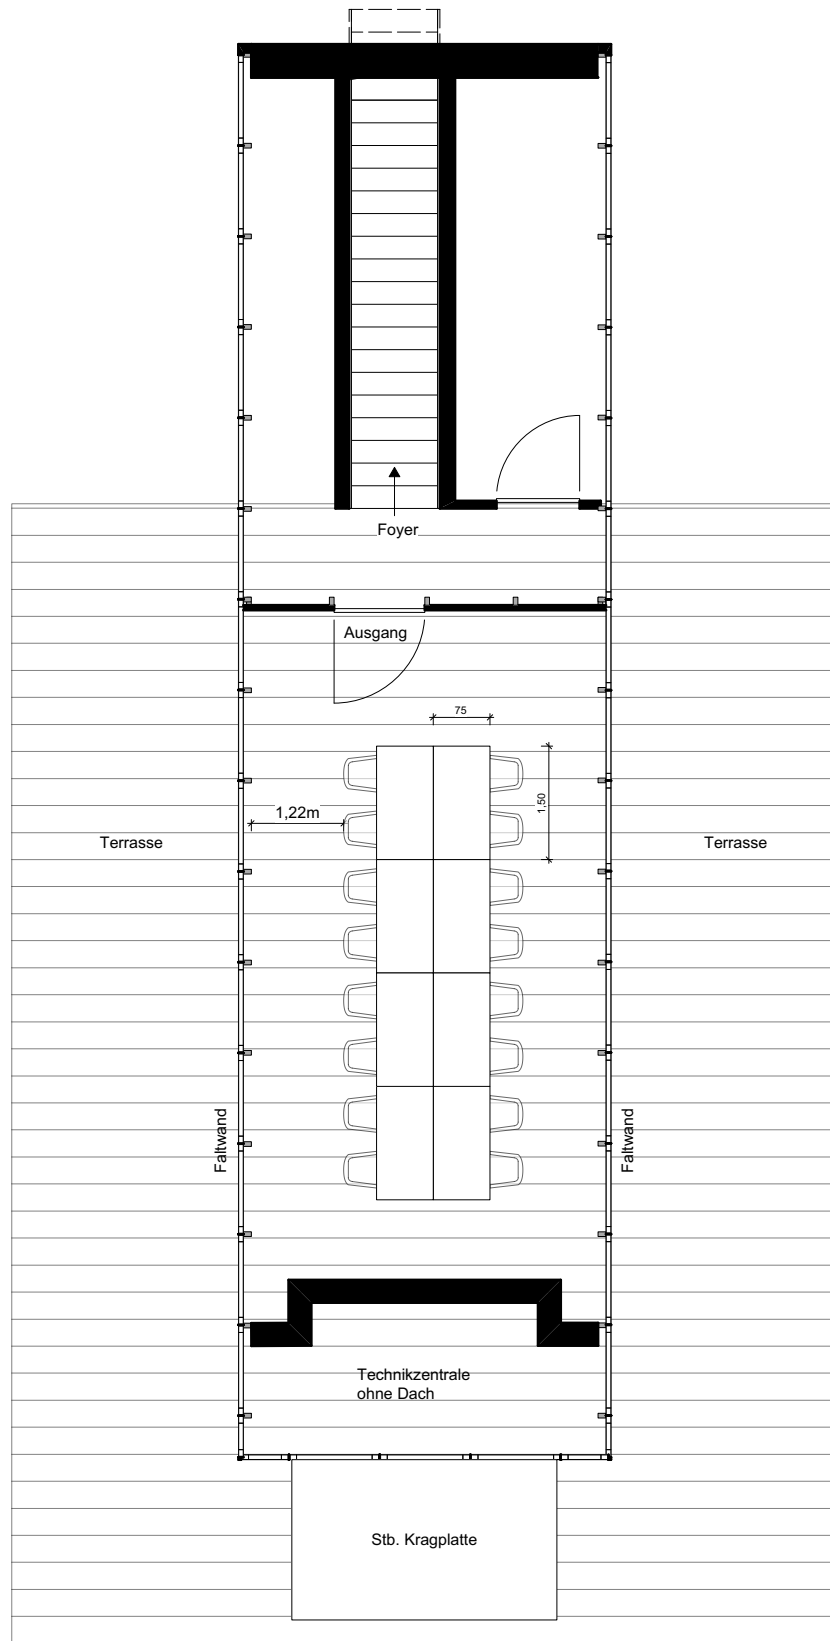 Foyer
Ausgang
75
1,50
1,22m
Terrasse
Terrasse
Faltwand
Faltwand
Technikzentrale
ohne Dach
Stb. Kragplatte